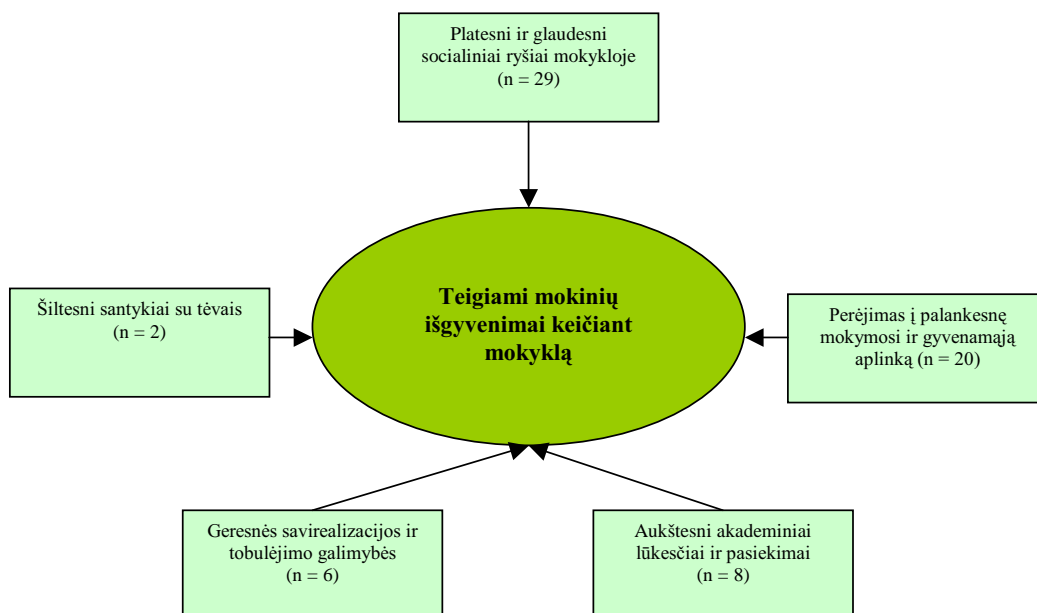 Platesni ir glaudesni
socialiniai ryšiai mokykloje
(n = 29)
Šiltesni santykiai su tėvais
(n = 2)
Teigiami mokinių
išgyvenimai keičiant
mokyklą
Perėjimas į palankesnę
mokymosi ir gyvenamąją
aplinką (n = 20)
Geresnės savirealizacijos ir
tobulėjimo galimybės
(n = 6)
Aukštesni akademiniai
lūkesčiai ir pasiekimai
(n = 8)